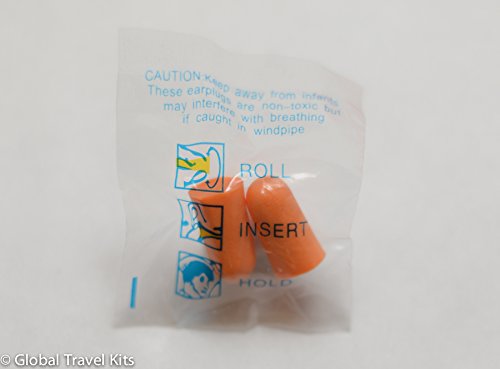 CAUTION:Keep away from infants
These earplugs are non-toxic but
may interfere with breathing
if caught in windpipe
ROLL
INSERT
HOLD
© Global Travel Kits